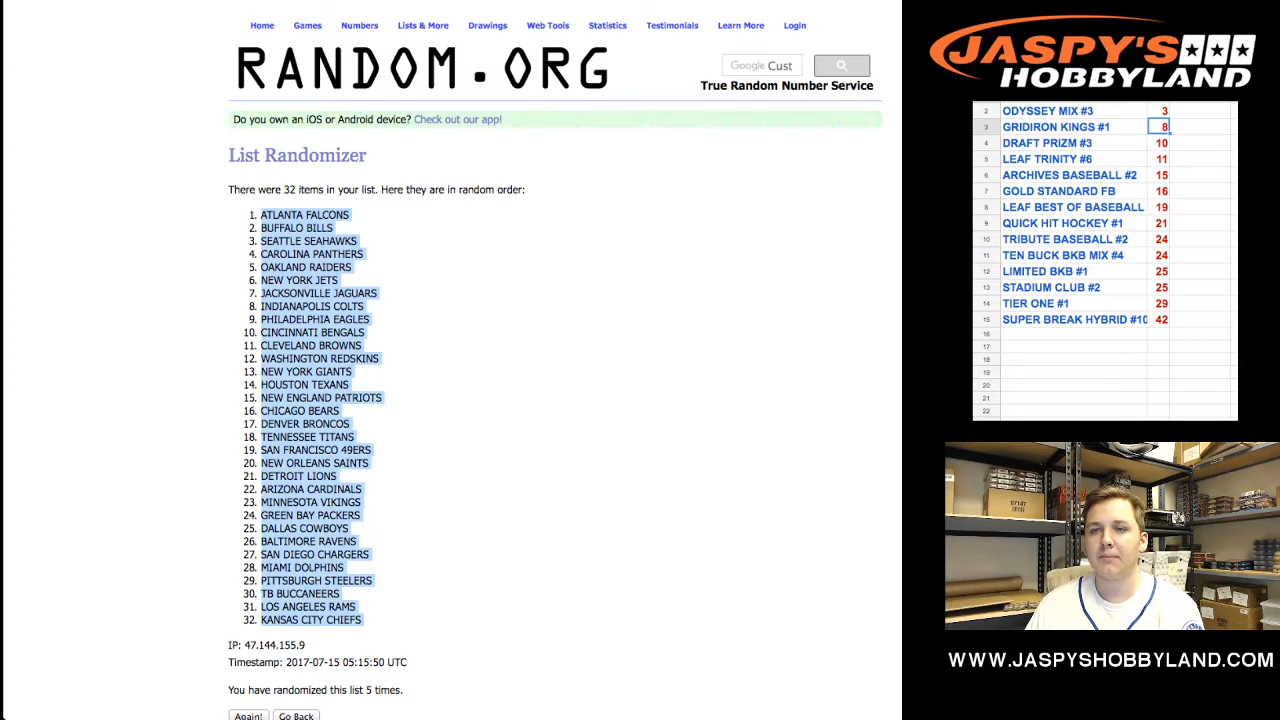 Home Games Numbers Lists & More Drawings Web Tools Statistics Testimonials Learn More Login
RANDOM.ORG
Google Cust
True Random Number Service
Do you own an iOS or Android device? Check out our app!
List Randomizer
There were 32 items in your list. Here they are in random order:
1. ATLANTA FALCONS
2. BUFFALO BILLS
3. SEATTLE SEAHAWKS
4. CAROLINA PANTHERS
5. OAKLAND RAIDERS
6. NEW YORK JETS
7. JACKSONVILLE JAGUARS
8. INDIANAPOLIS COLTS
9. PHILADELPHIA EAGLES
10. CINCINNATI BENGALS
11. CLEVELAND BROWNS
12. WASHINGTON REDSKINS
13. NEW YORK GIANTS
14. HOUSTON TEXANS
15. NEW ENGLAND PATRIOTS
16. CHICAGO BEARS
17. DENVER BRONCOS
18. TENNESSEE TITANS
19. SAN FRANCISCO 49ERS
20. NEW ORLEANS SAINTS
21. DETROIT LIONS
22. ARIZONA CARDINALS
23. MINNESOTA VIKINGS
24. GREEN BAY PACKERS
25. DALLAS COWBOYS
26. BALTIMORE RAVENS
27. SAN DIEGO CHARGERS
28. MIAMI DOLPHINS
29. PITTSBURGH STEELERS
30. TB BUCCANEERS
31. LOS ANGELES RAMS
32. KANSAS CITY CHIEFS
IP: 47.144.155.9
Timestamp: 2017-07-15 05:15:50 UTC
You have randomized this list 5 times.
Again! Go Back
JASPY'S
HOBBYLAND
2 ODYSSEY MIX #3 3
3 GRIDIRON KINGS #1 8
4 DRAFT PRIZM #3 10
5 LEAF TRINITY #6 11
6 ARCHIVES BASEBALL #2 15
7 GOLD STANDARD FB 16
8 LEAF BEST OF BASEBALL 19
9 QUICK HIT HOCKEY #1 21
10 TRIBUTE BASEBALL #2 24
11 TEN BUCK BKB MIX #4 24
12 LIMITED BKB #1 25
13 STADIUM CLUB #2 25
14 TIER ONE #1 29
15 SUPER BREAK HYBRID #10 42
16
17
18
19
20
21
22
WWW.JASPYSHOBBYLAND.COM